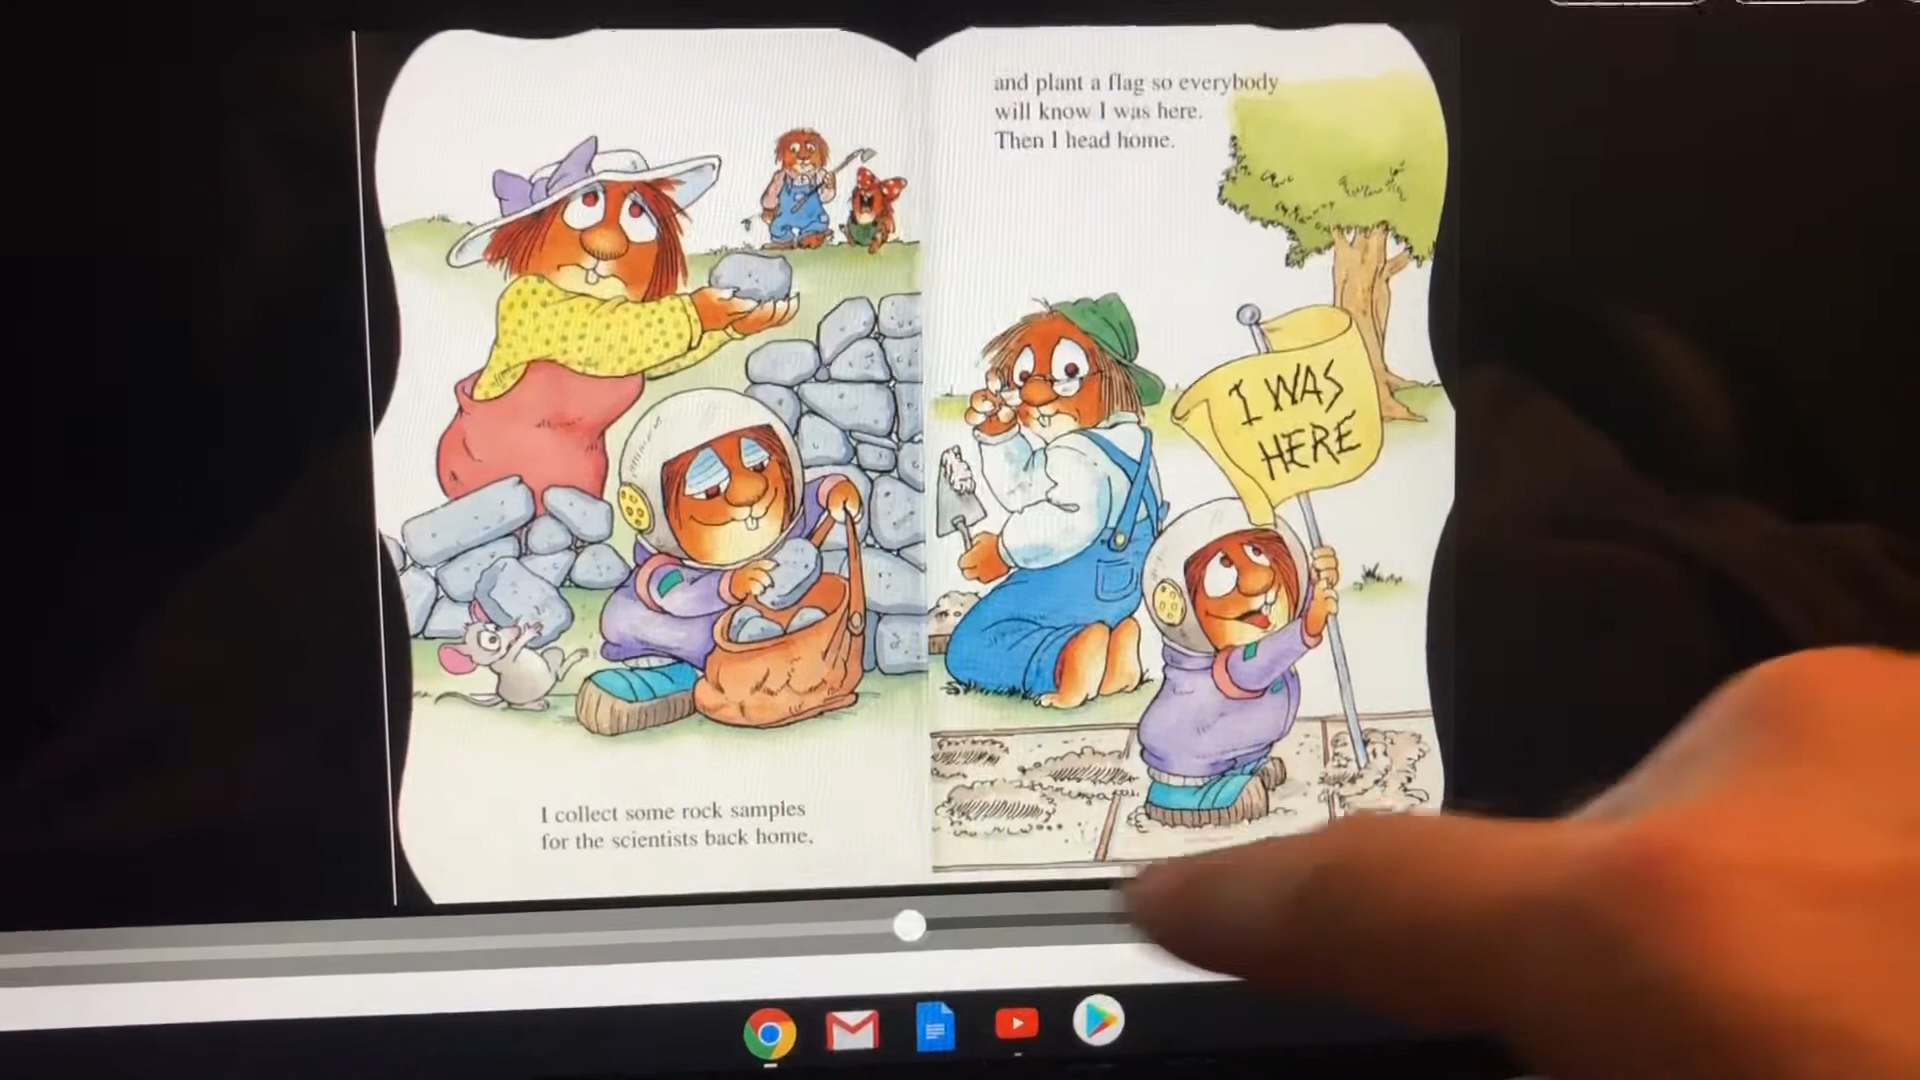 I collect some rock samples
for the scientists back home,
and plant a flag so everybody
will know I was here.
Then I head home.
I WAS
HERE